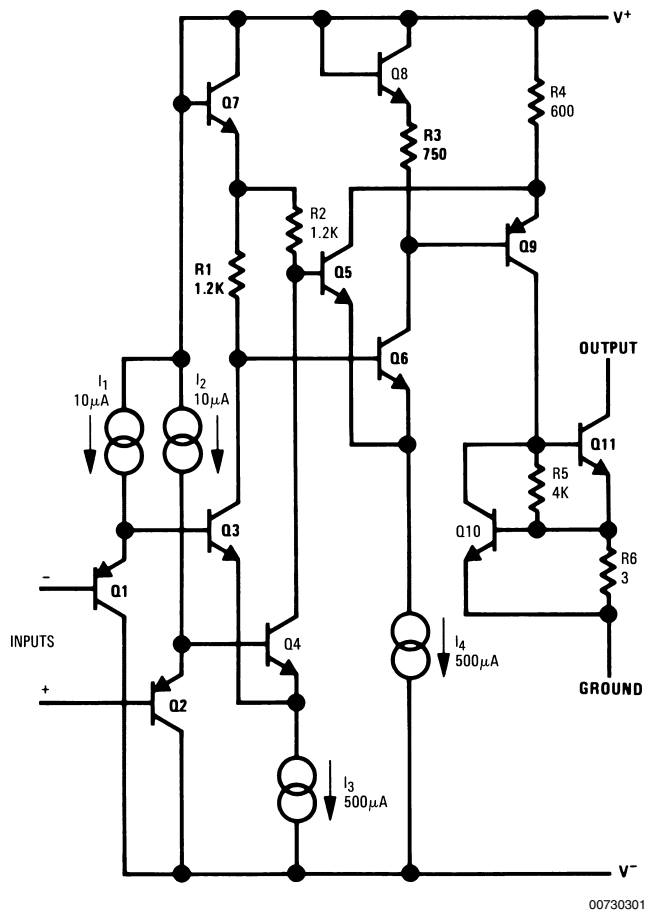 V+
Q8
Q7
R4
600
R3
750
R2
1.2K
Q9
Q5
R1
1.2K
Q6
OUTPUT
I1
10μA
I2
10μA
Q11
R5
4K
Q3
Q10
R6
3
–
Q1
Q4
INPUTS
I4
500μA
GROUND
+
Q2
I3
500μA
V–
00730301